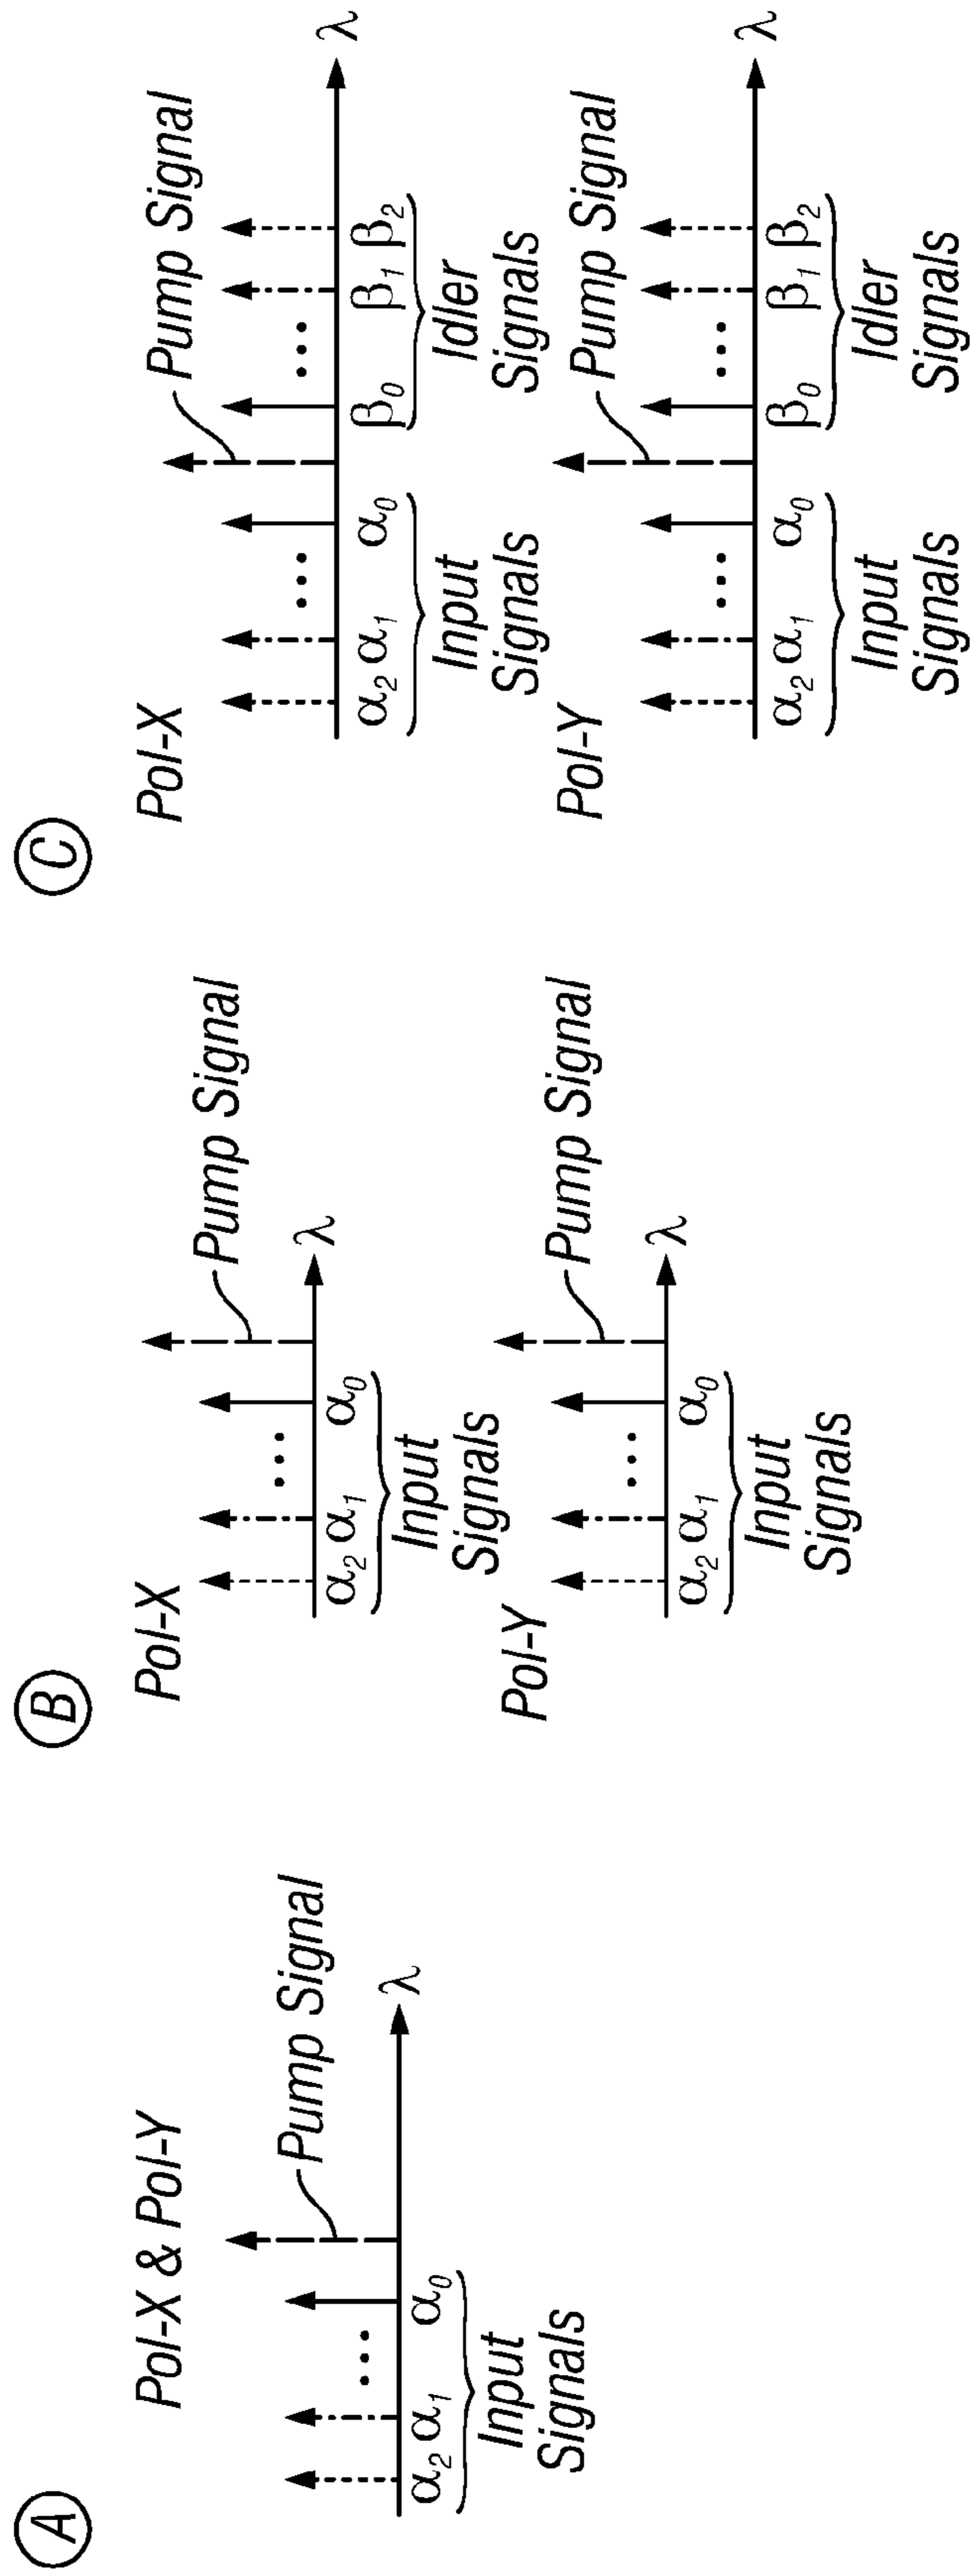 A
Pol-X & Pol-Y
Pump Signal
λ
α2 α1 α0
Input
Signals
B
Pol-X
Pump Signal
λ
α2 α1 α0
Input
Signals
Pol-Y
Pump Signal
λ
α2 α1 α0
Input
Signals
C
Pol-X
Pump Signal
λ
α2 α1 α0 β0 β1 β2
Input
Signals
Idler
Signals
Pol-Y
Pump Signal
λ
α2 α1 α0 β0 β1 β2
Input
Signals
Idler
Signals